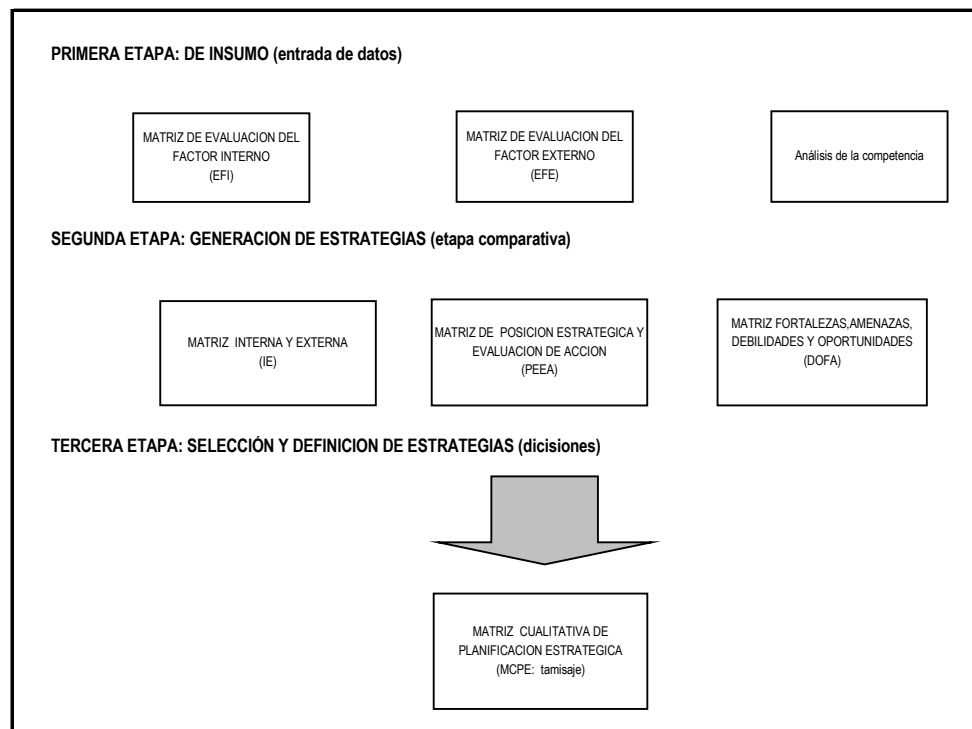 PRIMERA ETAPA: DE INSUMO (entrada de datos)
MATRIZ DE EVALUACION DEL
FACTOR INTERNO
(EFI)
MATRIZ DE EVALUACION DEL
FACTOR EXTERNO
(EFE)
Análisis de la competencia
SEGUNDA ETAPA: GENERACION DE ESTRATEGIAS (etapa comparativa)
MATRIZ INTERNA Y EXTERNA
(IE)
MATRIZ DE POSICION ESTRATEGICA Y
EVALUACION DE ACCION
(PEEA)
MATRIZ FORTALEZAS,AMENAZAS,
DEBILIDADES Y OPORTUNIDADES
(DOFA)
TERCERA ETAPA: SELECCIÓN Y DEFINICION DE ESTRATEGIAS (dicisiones)
MATRIZ CUALITATIVA DE
PLANIFICACION ESTRATEGICA
(MCPE: tamisaje)